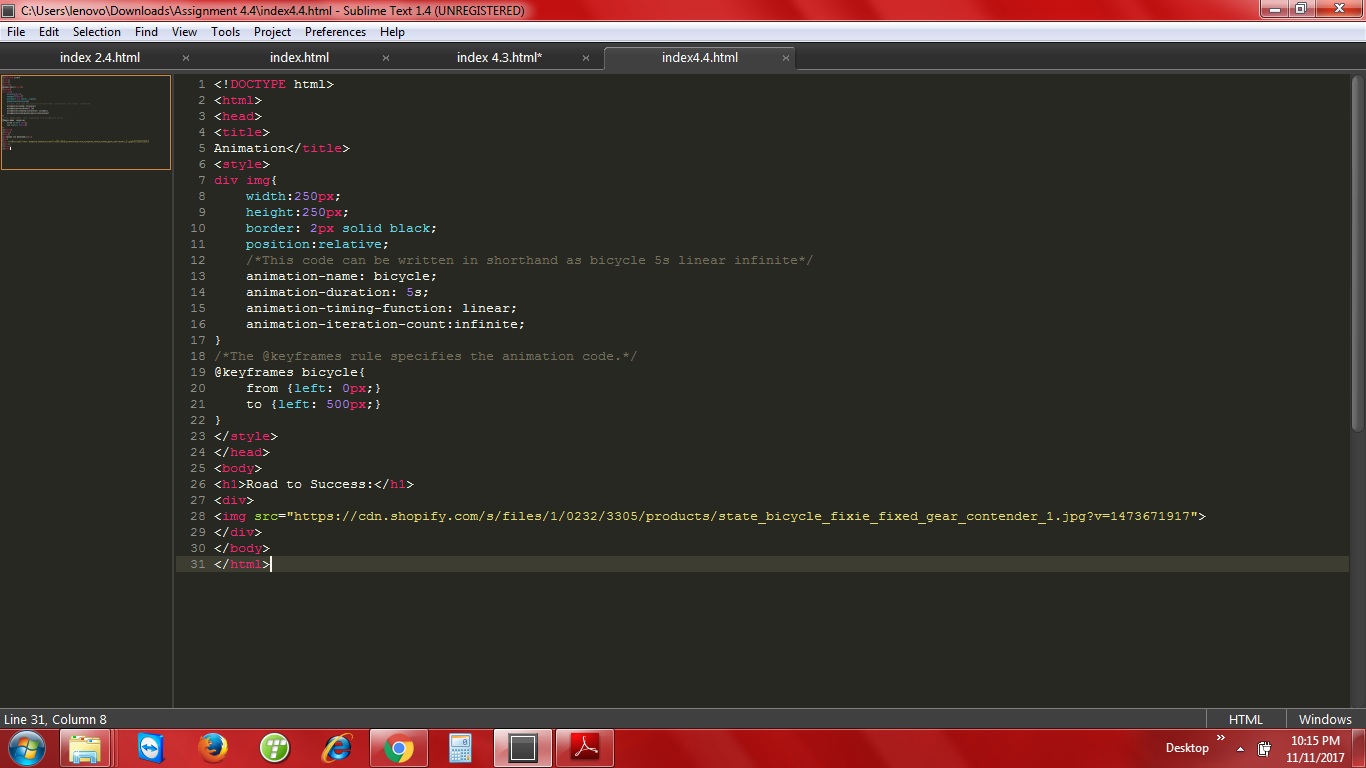 C:\Users\lenovo\Downloads\Assignment 4.4\index4.4.html - Sublime Text 1.4 (UNREGISTERED)
File Edit Selection Find View Tools Project Preferences Help
index 2.4.html × index.html × index 4.3.html* × index4.4.html ×
1 <!DOCTYPE html>
2 <html>
3 <head>
4 <title>
5 Animation</title>
6 <style>
7 div img{
8 width:250px;
9 height:250px;
10 border: 2px solid black;
11 position:relative;
12 /*This code can be written in shorthand as bicycle 5s linear infinite*/
13 animation-name: bicycle;
14 animation-duration: 5s;
15 animation-timing-function: linear;
16 animation-iteration-count:infinite;
17 }
18 /*The @keyframes rule specifies the animation code.*/
19 @keyframes bicycle{
20 from {left: 0px;}
21 to {left: 500px;}
22 }
23 </style>
24 </head>
25 <body>
26 <h1>Road to Success:</h1>
27 <div>
28 <img src="https://cdn.shopify.com/s/files/1/0232/3305/products/state_bicycle_fixie_fixed_gear_contender_1.jpg?v=1473671917">
29 </div>
30 </body>
31 </html>
Line 31, Column 8 HTML Windows
Desktop » 10:15 PM
11/11/2017